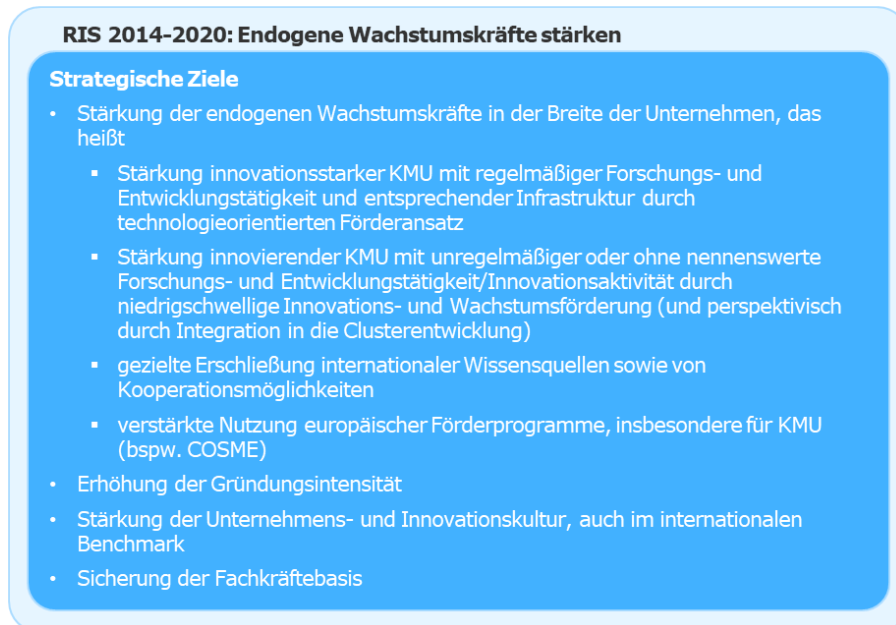 RIS 2014-2020: Endogene Wachstumskräfte stärken
Strategische Ziele
• Stärkung der endogenen Wachstumskräfte in der Breite der Unternehmen, das
heißt
▪ Stärkung innovationsstarker KMU mit regelmäßiger Forschungs- und
Entwicklungstätigkeit und entsprechender Infrastruktur durch
technologieorientierten Förderansatz
▪ Stärkung innovierender KMU mit unregelmäßiger oder ohne nennenswerte
Forschungs- und Entwicklungstätigkeit/Innovationsaktivität durch
niedrigschwellige Innovations- und Wachstumsförderung (und perspektivisch
durch Integration in die Clusterentwicklung)
▪ gezielte Erschließung internationaler Wissensquellen sowie von
Kooperationsmöglichkeiten
▪ verstärkte Nutzung europäischer Förderprogramme, insbesondere für KMU
(bspw. COSME)
• Erhöhung der Gründungsintensität
• Stärkung der Unternehmens- und Innovationskultur, auch im internationalen
Benchmark
• Sicherung der Fachkräftebasis